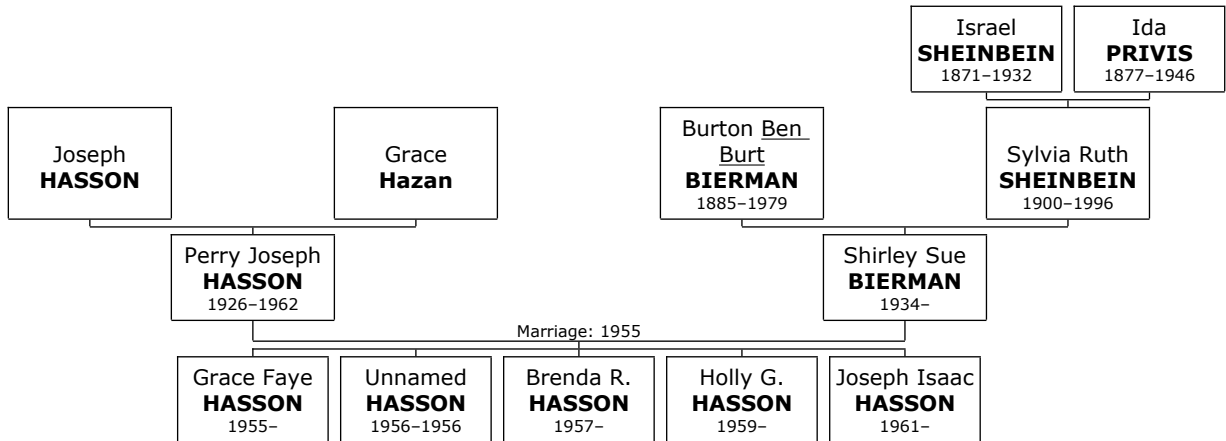 Israel
SHEINBEIN
1871–1932
Ida
PRIVIS
1877–1946
Joseph
HASSON
Grace
Hazan
Burton Ben
Burt
BIERMAN
1885–1979
Sylvia Ruth
SHEINBEIN
1900–1996
Perry Joseph
HASSON
1926–1962
Shirley Sue
BIERMAN
1934–
Marriage: 1955
Grace Faye
HASSON
1955–
Unnamed
HASSON
1956–1956
Brenda R.
HASSON
1957–
Holly G.
HASSON
1959–
Joseph Isaac
HASSON
1961–